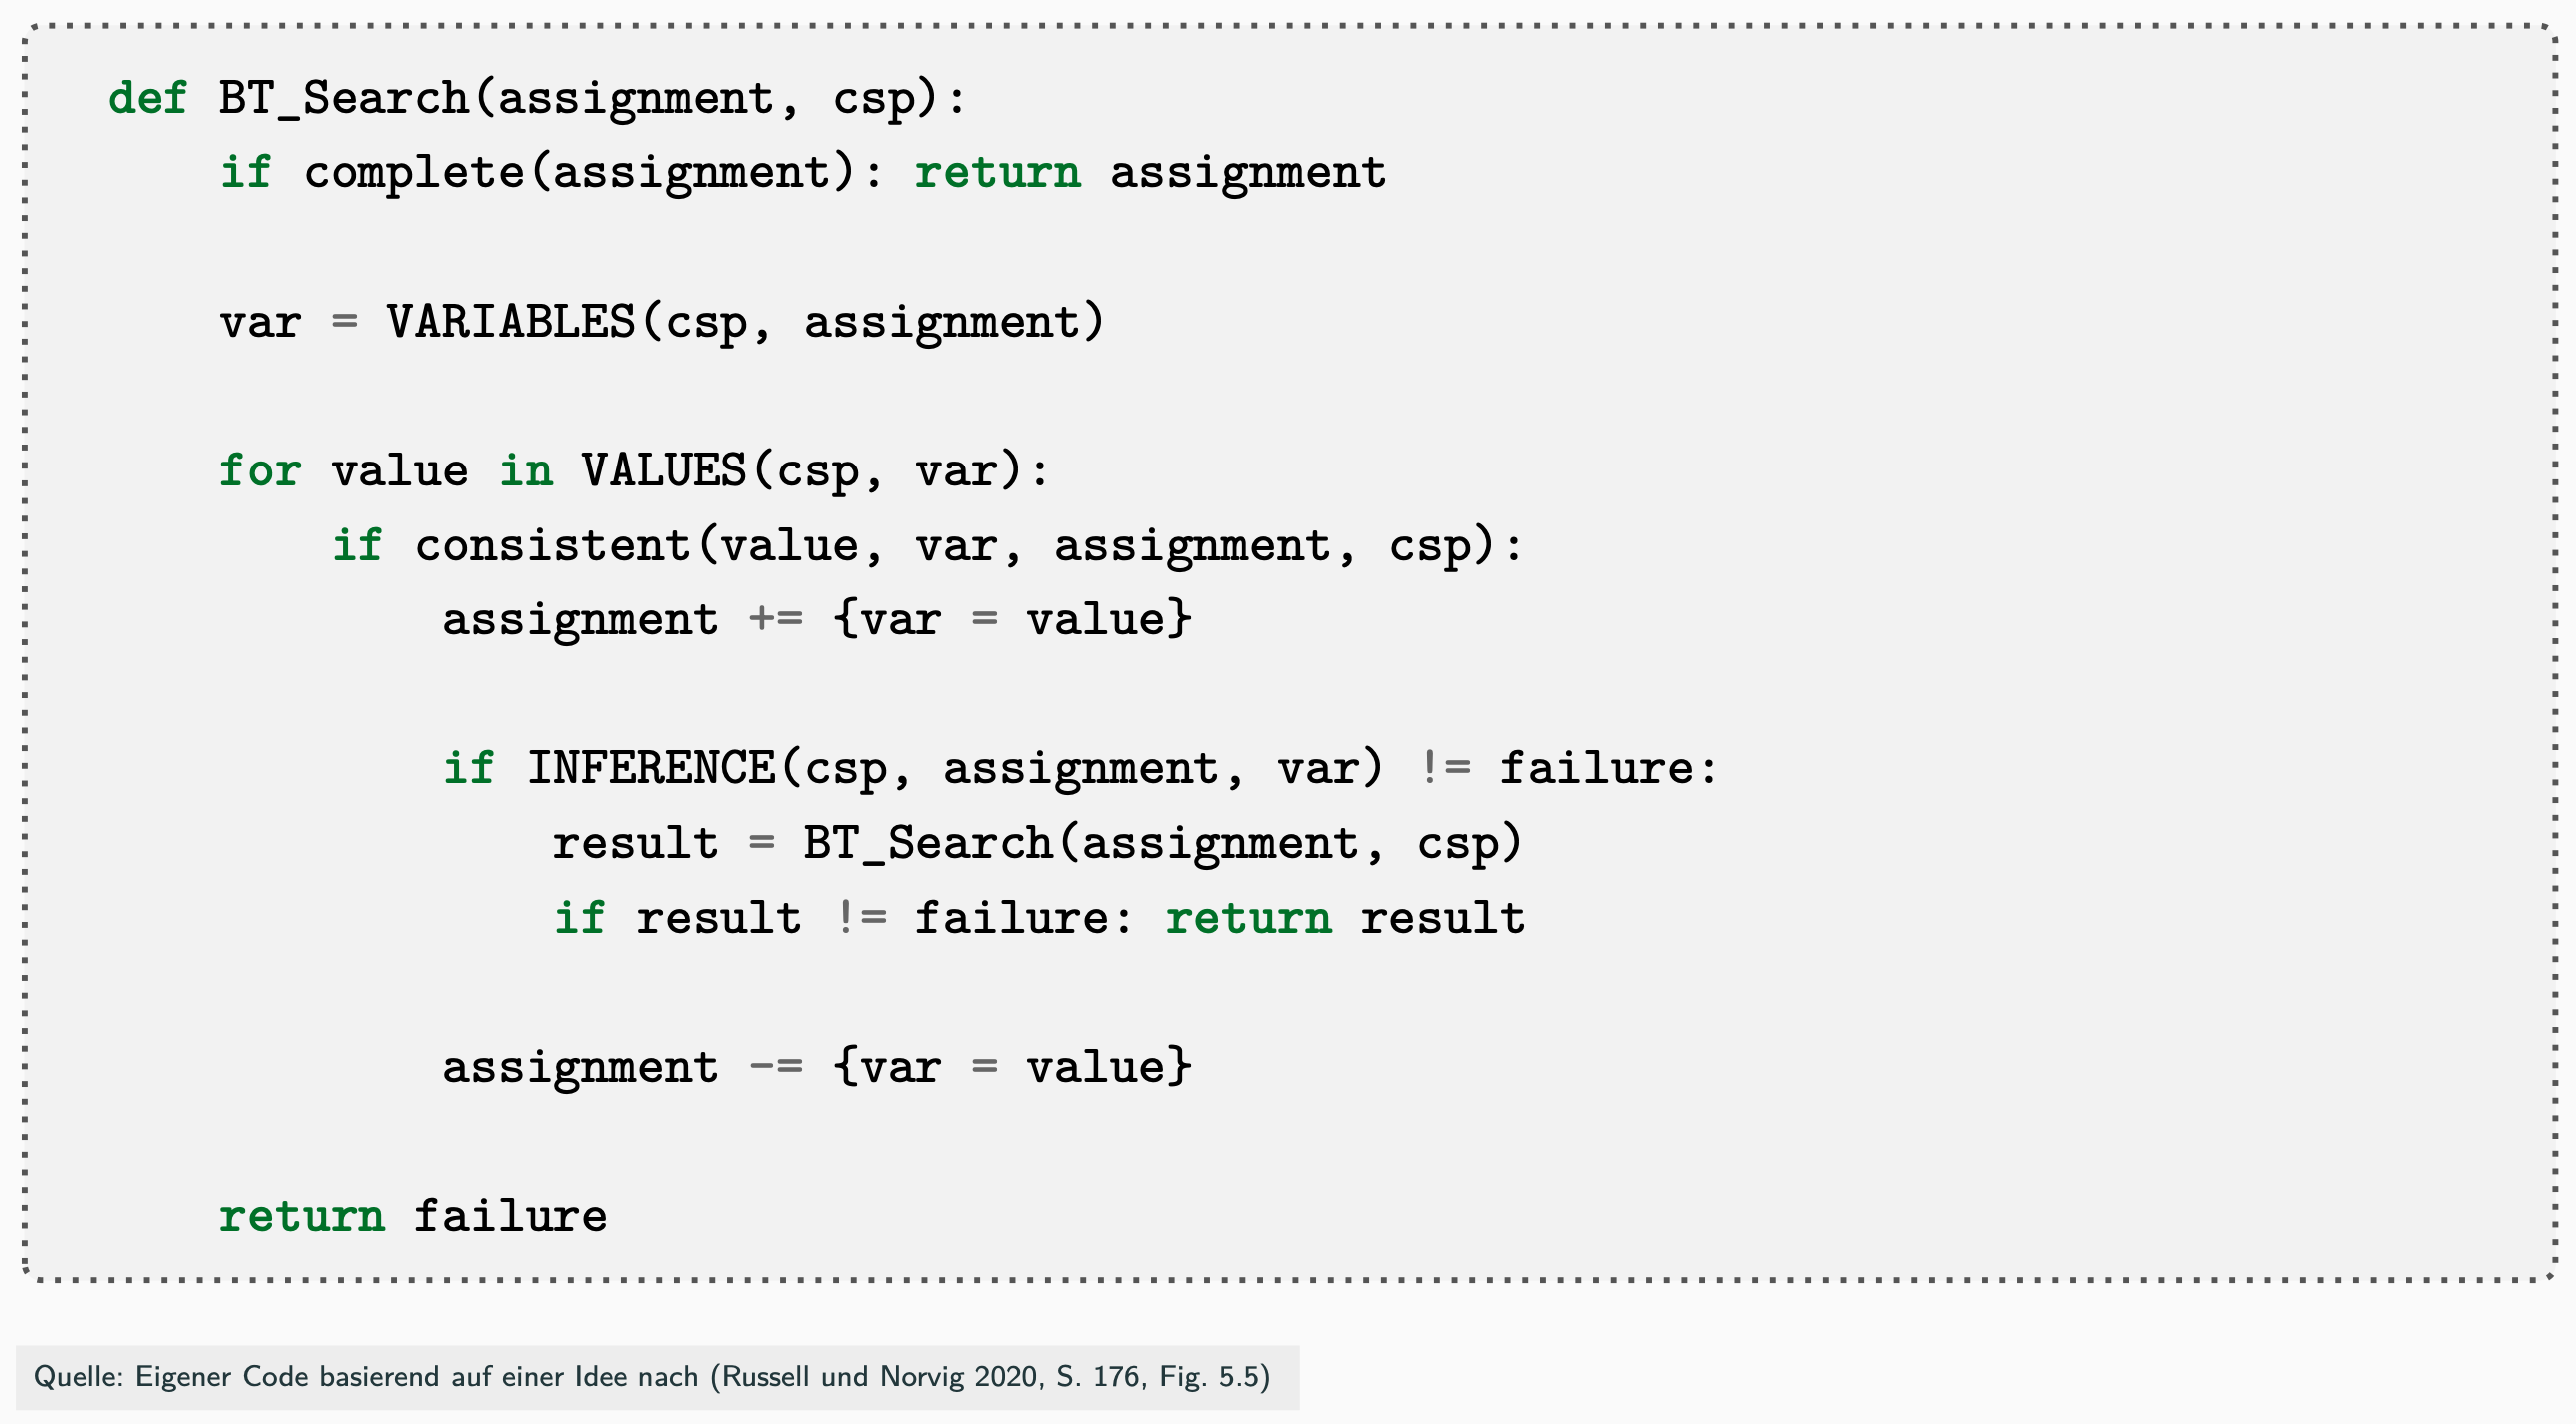 def BT_Search(assignment, csp):
    if complete(assignment): return assignment
    var = VARIABLES(csp, assignment)
    for value in VALUES(csp, var):
        if consistent(value, var, assignment, csp):
            assignment += {var = value}
            if INFERENCE(csp, assignment, var) != failure:
                result = BT_Search(assignment, csp)
                if result != failure: return result
            assignment -= {var = value}
    return failure
Quelle: Eigener Code basierend auf einer Idee nach (Russell und Norvig 2020, S. 176, Fig. 5.5)